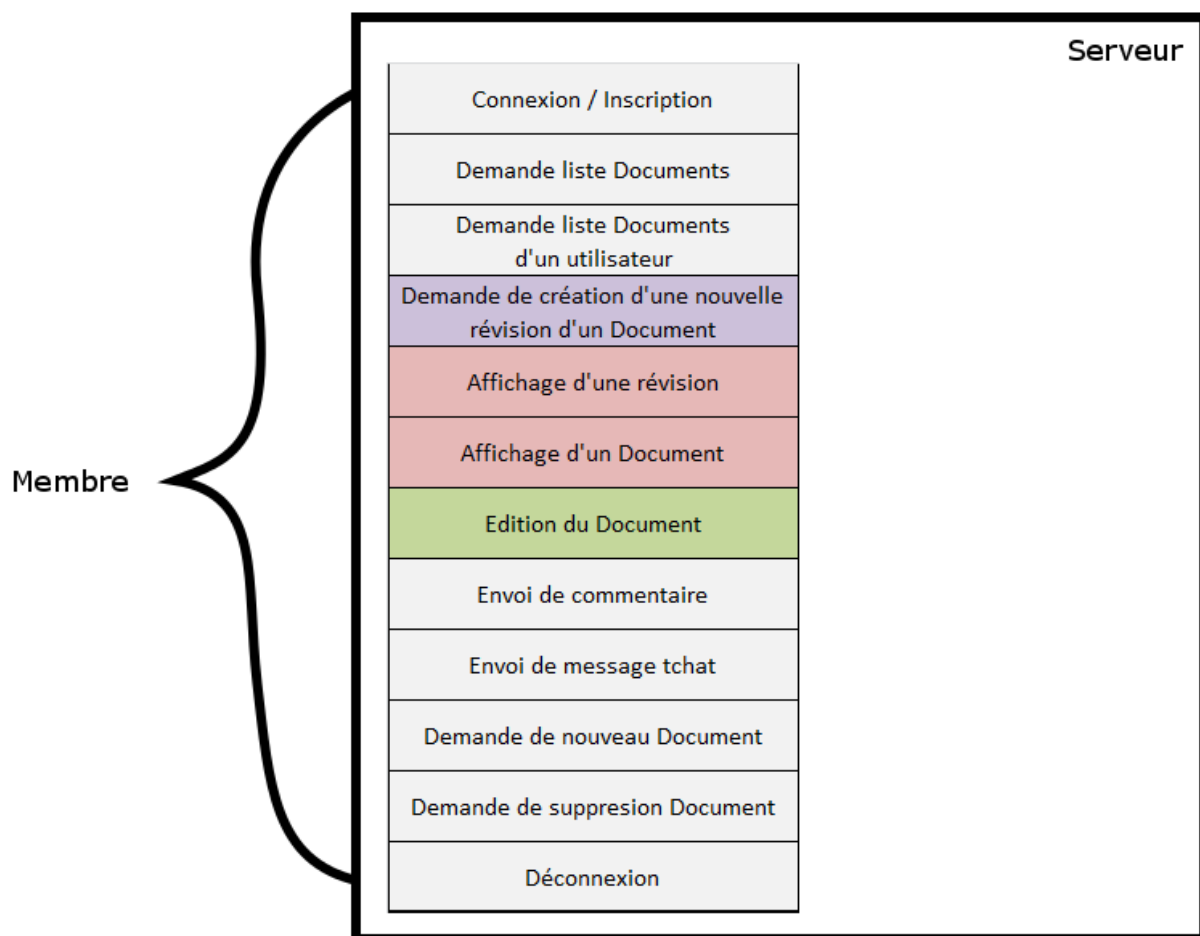 Serveur
Connexion / Inscription
Demande liste Documents
Demande liste Documents
d'un utilisateur
Demande de création d'une nouvelle
révision d'un Document
Affichage d'une révision
Affichage d'un Document
Membre
Edition du Document
Envoi de commentaire
Envoi de message tchat
Demande de nouveau Document
Demande de suppresion Document
Déconnexion